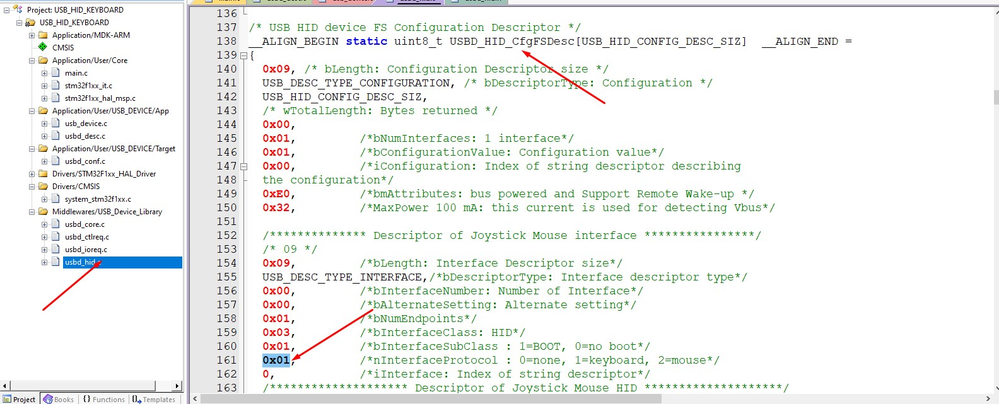 Project: USB_HID_KEYBOARD
USB_HID_KEYBOARD
Application/MDK-ARM
CMSIS
Application/User/Core
main.c
stm32f1xx_it.c
stm32f1xx_hal_msp.c
Application/User/USB_DEVICE/App
usb_device.c
usbd_desc.c
Application/User/USB_DEVICE/Target
usbd_conf.c
Drivers/STM32F1xx_HAL_Driver
Drivers/CMSIS
system_stm32f1xx.c
Middlewares/USB_Device_Library
usbd_core.c
usbd_ctlreq.c
usbd_ioreq.c
usbd_hid.c
Project Books {} Functions Templates
136
137 /* USB HID device FS Configuration Descriptor */
138 __ALIGN_BEGIN static uint8_t USBD_HID_CfgFSDesc[USB_HID_CONFIG_DESC_SIZ] __ALIGN_END =
139 {
140 0x09, /* bLength: Configuration Descriptor size */
141 USB_DESC_TYPE_CONFIGURATION, /* bDescriptorType: Configuration */
142 USB_HID_CONFIG_DESC_SIZ,
143 /* wTotalLength: Bytes returned */
144 0x00,
145 0x01, /*bNumInterfaces: 1 interface*/
146 0x01, /*bConfigurationValue: Configuration value*/
147 0x00, /*iConfiguration: Index of string descriptor describing
148 the configuration*/
149 0xE0, /*bmAttributes: bus powered and Support Remote Wake-up */
150 0x32, /*MaxPower 100 mA: this current is used for detecting Vbus*/
151
152 /************** Descriptor of Joystick Mouse interface ****************/
153 /* 09 */
154 0x09, /*bLength: Interface Descriptor size*/
155 USB_DESC_TYPE_INTERFACE,/*bDescriptorType: Interface descriptor type*/
156 0x00, /*bInterfaceNumber: Number of Interface*/
157 0x00, /*bAlternateSetting: Alternate setting*/
158 0x01, /*bNumEndpoints*/
159 0x03, /*bInterfaceClass: HID*/
160 0x01, /*bInterfaceSubClass : 1=BOOT, 0=no boot*/
161 0x01, /*nInterfaceProtocol : 0=none, 1=keyboard, 2=mouse*/
162 0, /*iInterface: Index of string descriptor*/
163 /******************** Descriptor of Joystick Mouse HID ********************/